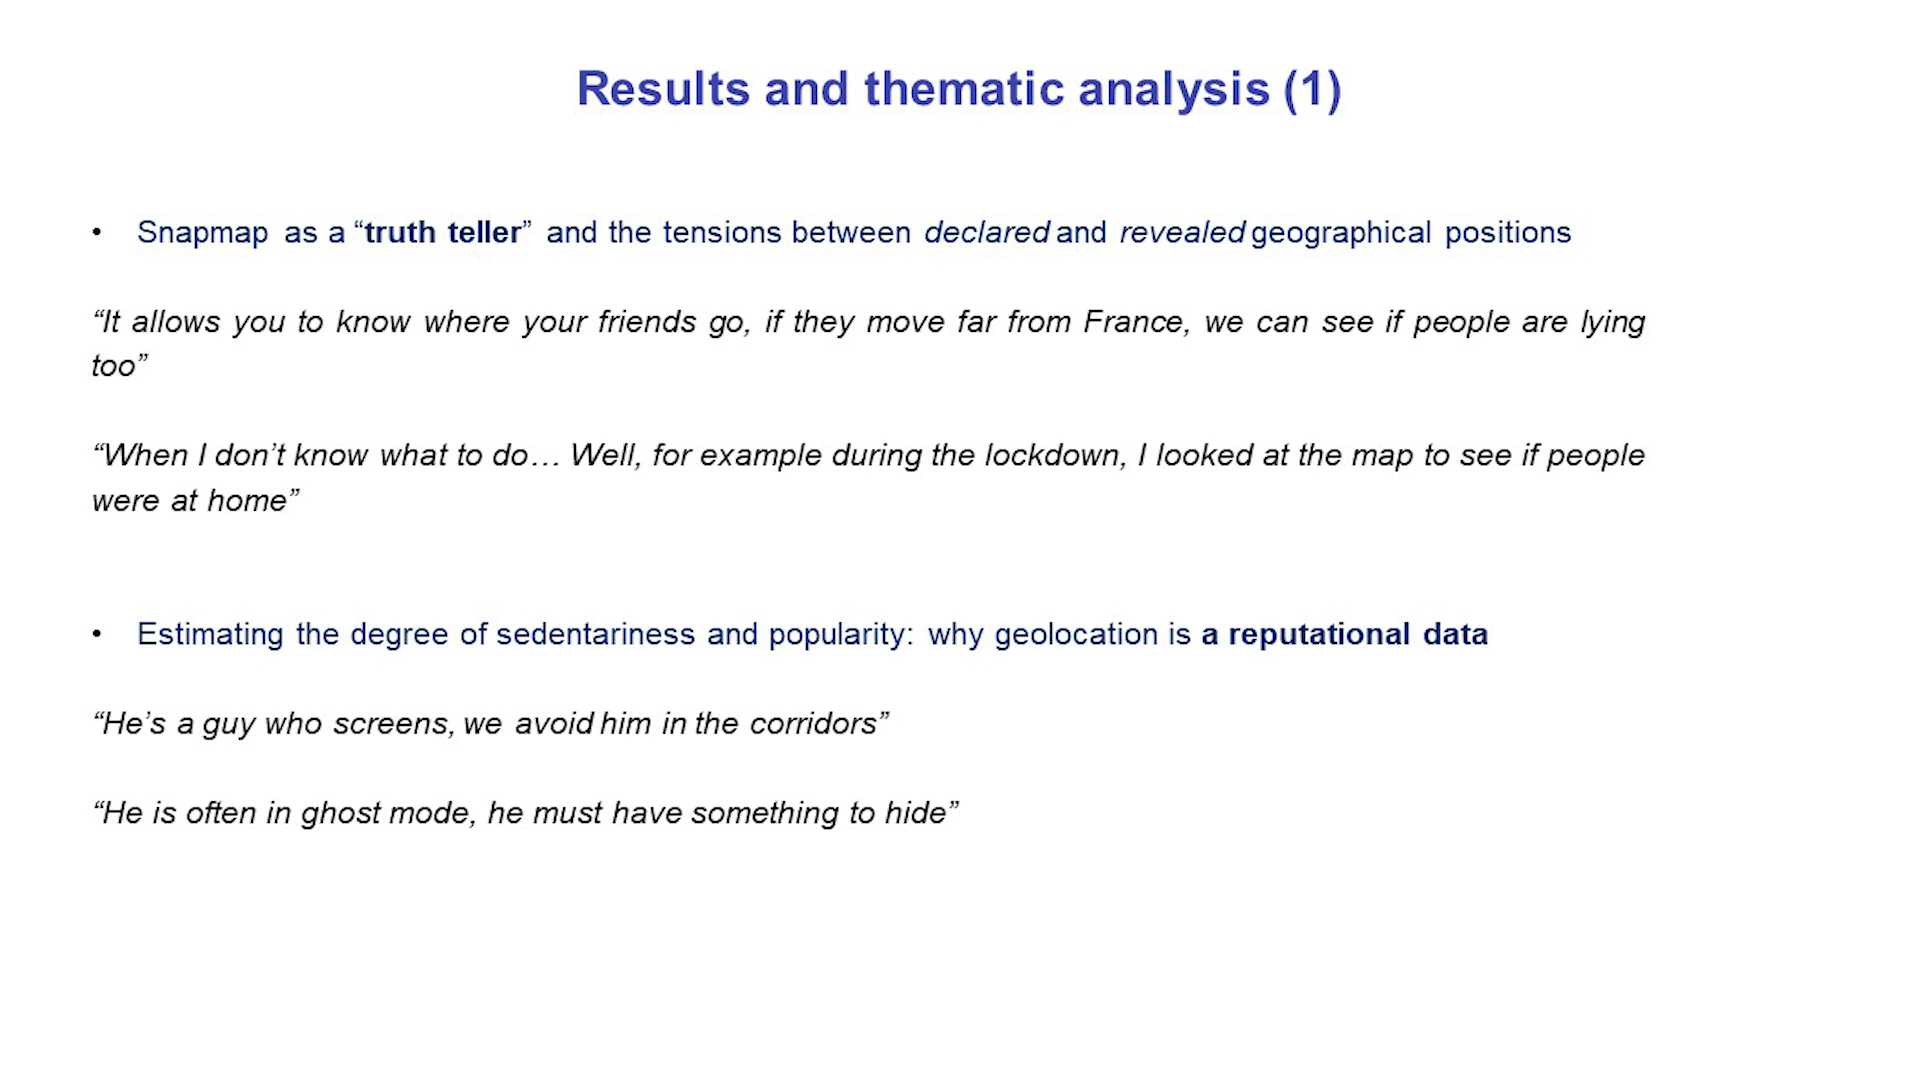 Results and thematic analysis (1)
• Snapmap as a “truth teller” and the tensions between declared and revealed geographical positions
“It allows you to know where your friends go, if they move far from France, we can see if people are lying
too”
“When I don’t know what to do… Well, for example during the lockdown, I looked at the map to see if people
were at home”
• Estimating the degree of sedentariness and popularity: why geolocation is a reputational data
“He’s a guy who screens, we avoid him in the corridors”
“He is often in ghost mode, he must have something to hide”